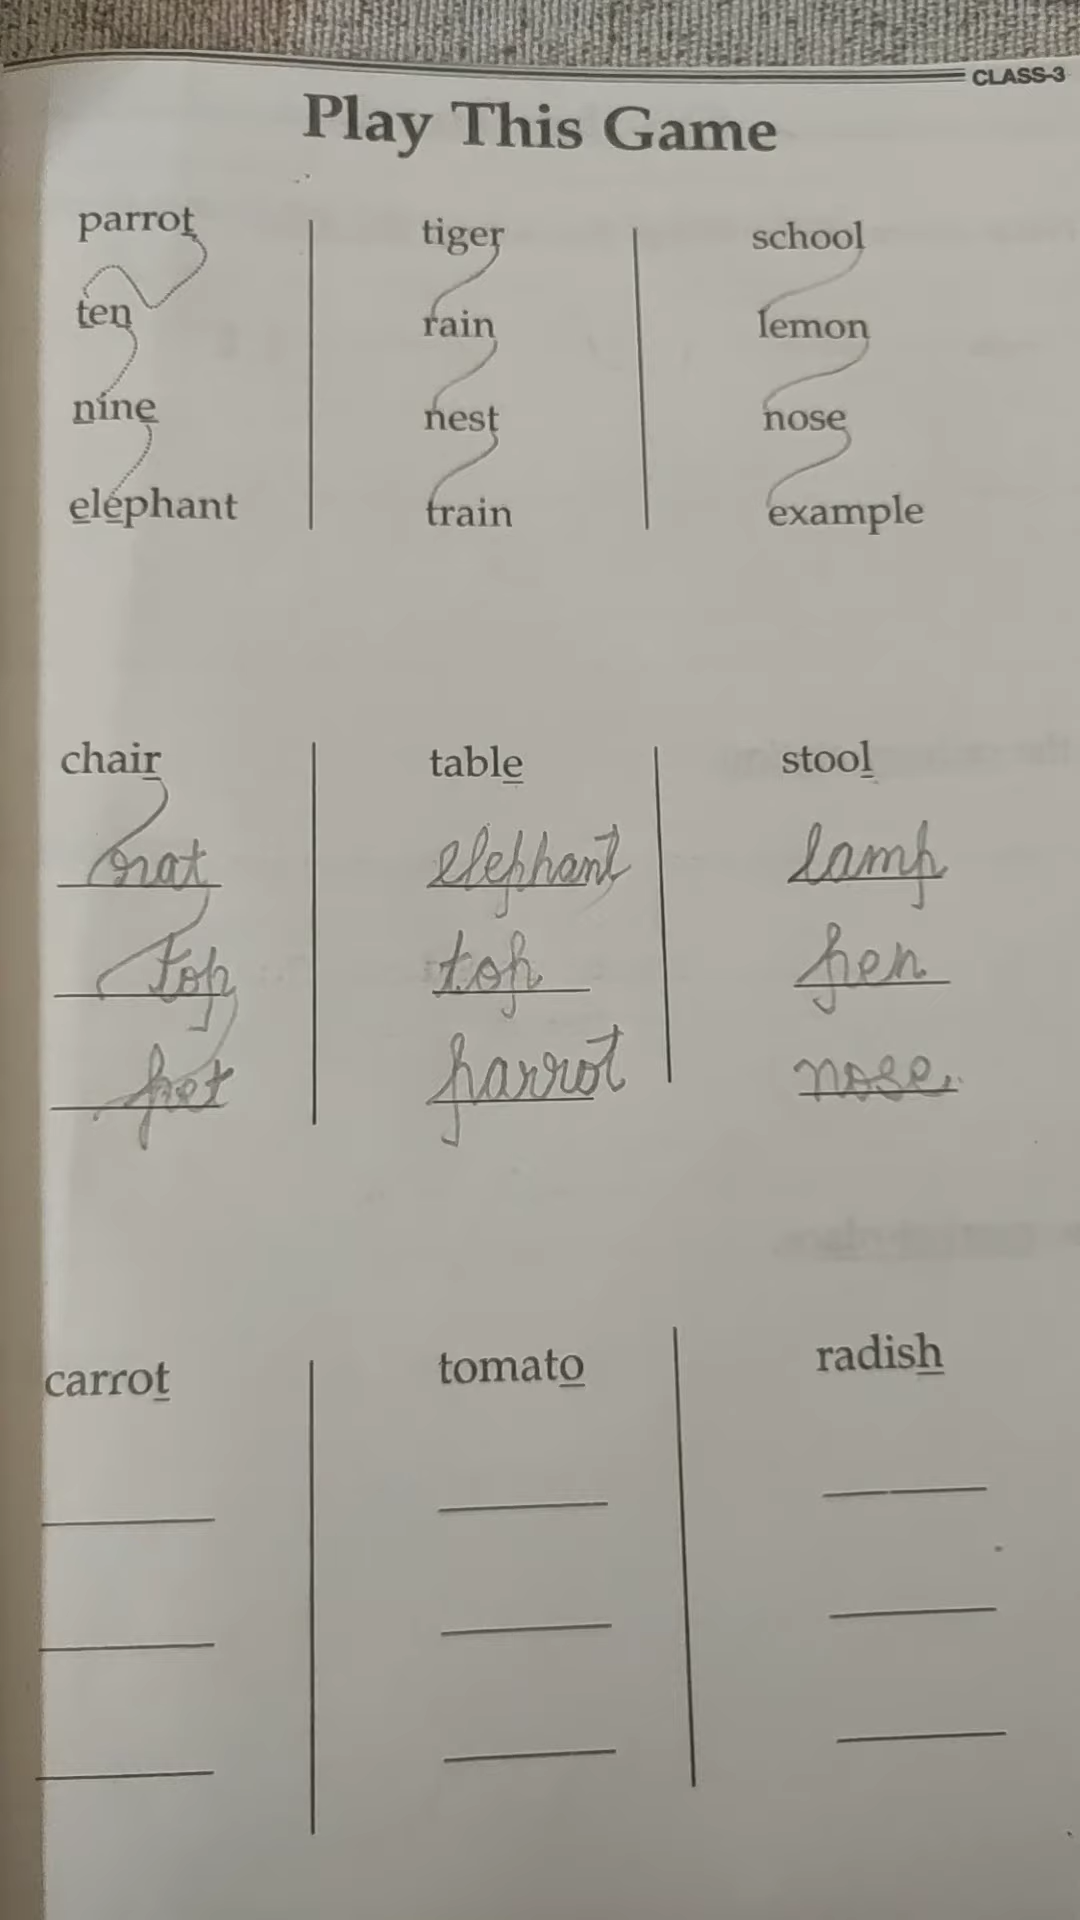 CLASS-3
Play This Game
parrot
ten
nine
elephant
tiger
rain
nest
train
school
lemon
nose
example
chair
rat
top
pet
table
elephant
top
parrot
stool
lamp
pen
nose.
carrot
tomato
radish